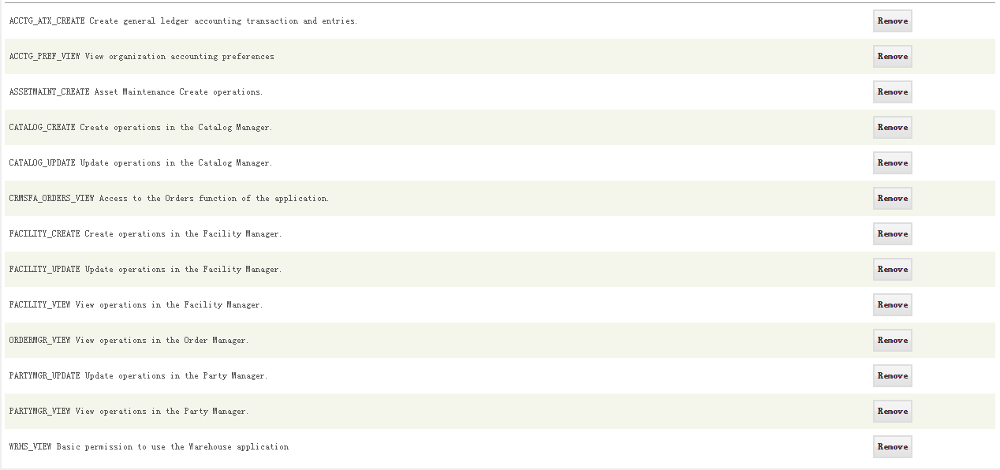 ACCTG_ATX_CREATE Create general ledger accounting transaction and entries. Remove
ACCTG_PREF_VIEW View organization accounting preferences Remove
ASSETMAINT_CREATE Asset Maintenance Create operations. Remove
CATALOG_CREATE Create operations in the Catalog Manager. Remove
CATALOG_UPDATE Update operations in the Catalog Manager. Remove
CRMSFA_ORDERS_VIEW Access to the Orders function of the application. Remove
FACILITY_CREATE Create operations in the Facility Manager. Remove
FACILITY_UPDATE Update operations in the Facility Manager. Remove
FACILITY_VIEW View operations in the Facility Manager. Remove
ORDERMGR_VIEW View operations in the Order Manager. Remove
PARTYMGR_UPDATE Update operations in the Party Manager. Remove
PARTYMGR_VIEW View operations in the Party Manager. Remove
WRHS_VIEW Basic permission to use the Warehouse application Remove